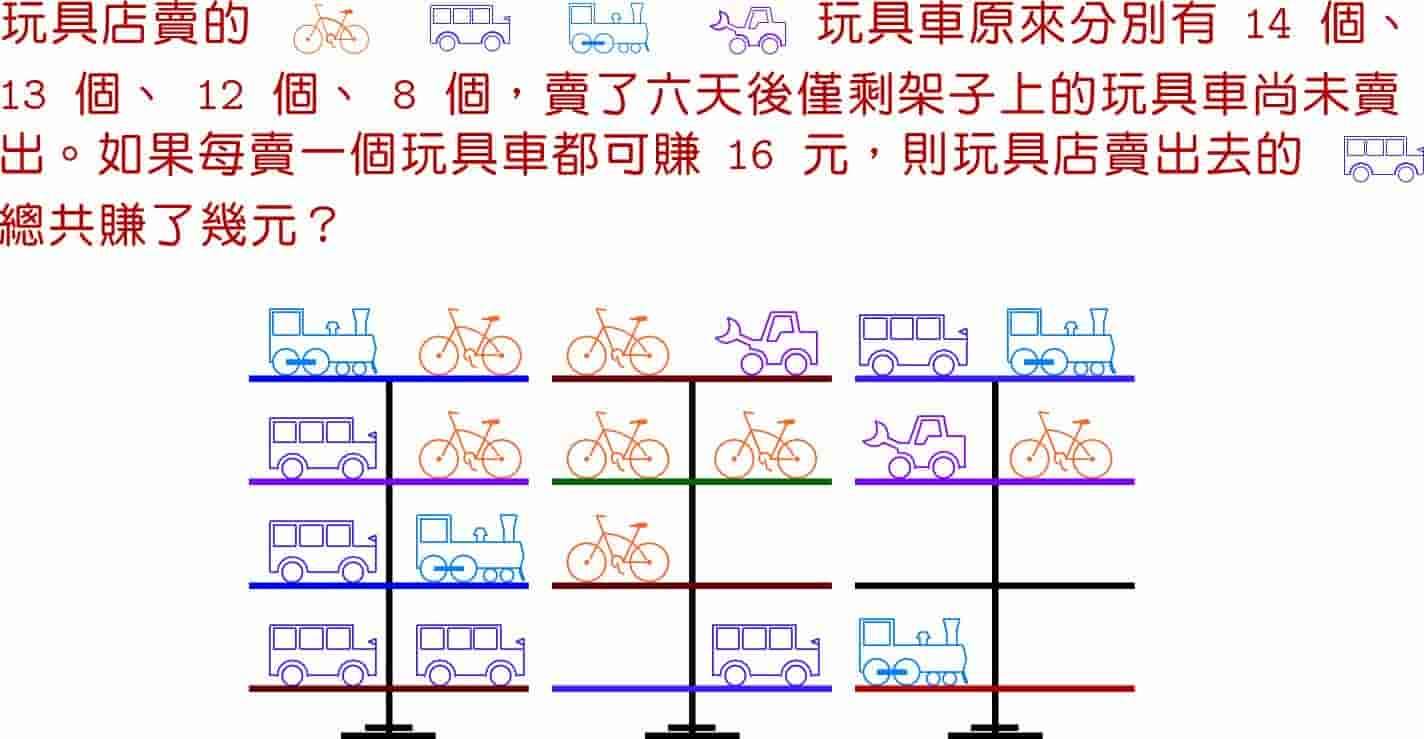 玩具店賣的 玩具車原來分別有 14 個、
13 個、 12 個、 8 個，賣了六天後僅剩架子上的玩具車尚未賣
出。如果每賣一個玩具車都可賺 16 元，則玩具店賣出去的
總共賺了幾元？